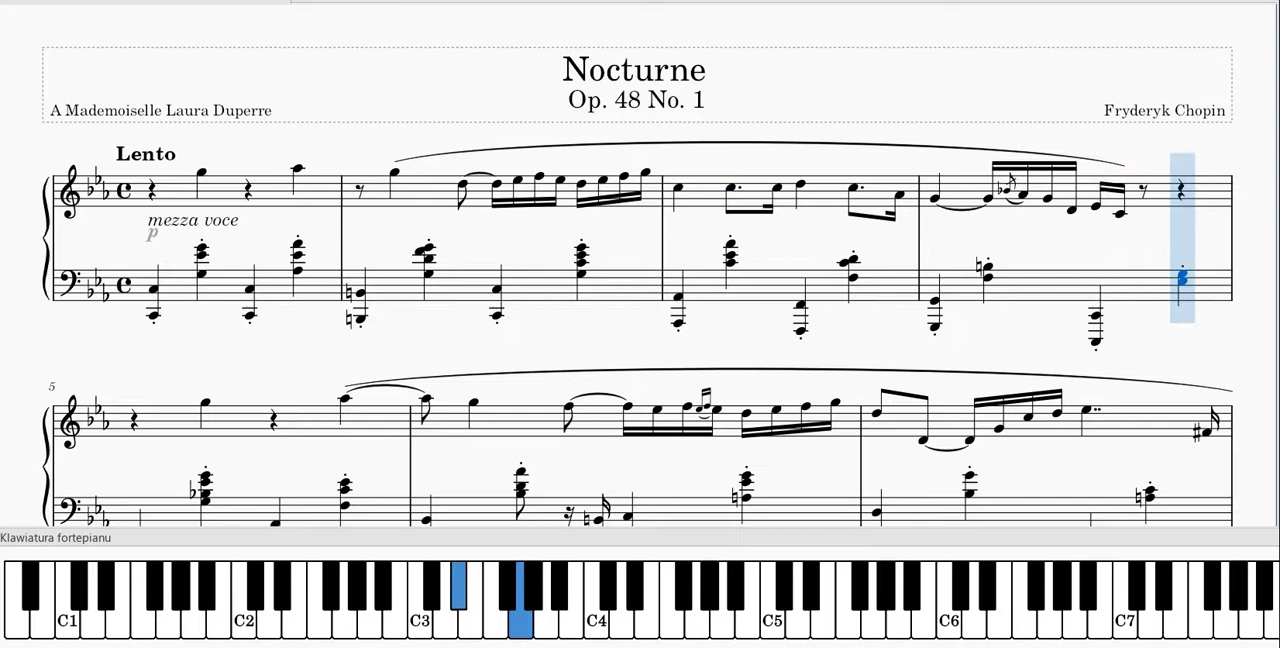 Nocturne
Op. 48 No. 1
A Mademoiselle Laura Duperre
Fryderyk Chopin
Lento
mezza voce
p
5
Klawiatura fortepianu
C1 C2 C3 C4 C5 C6 C7